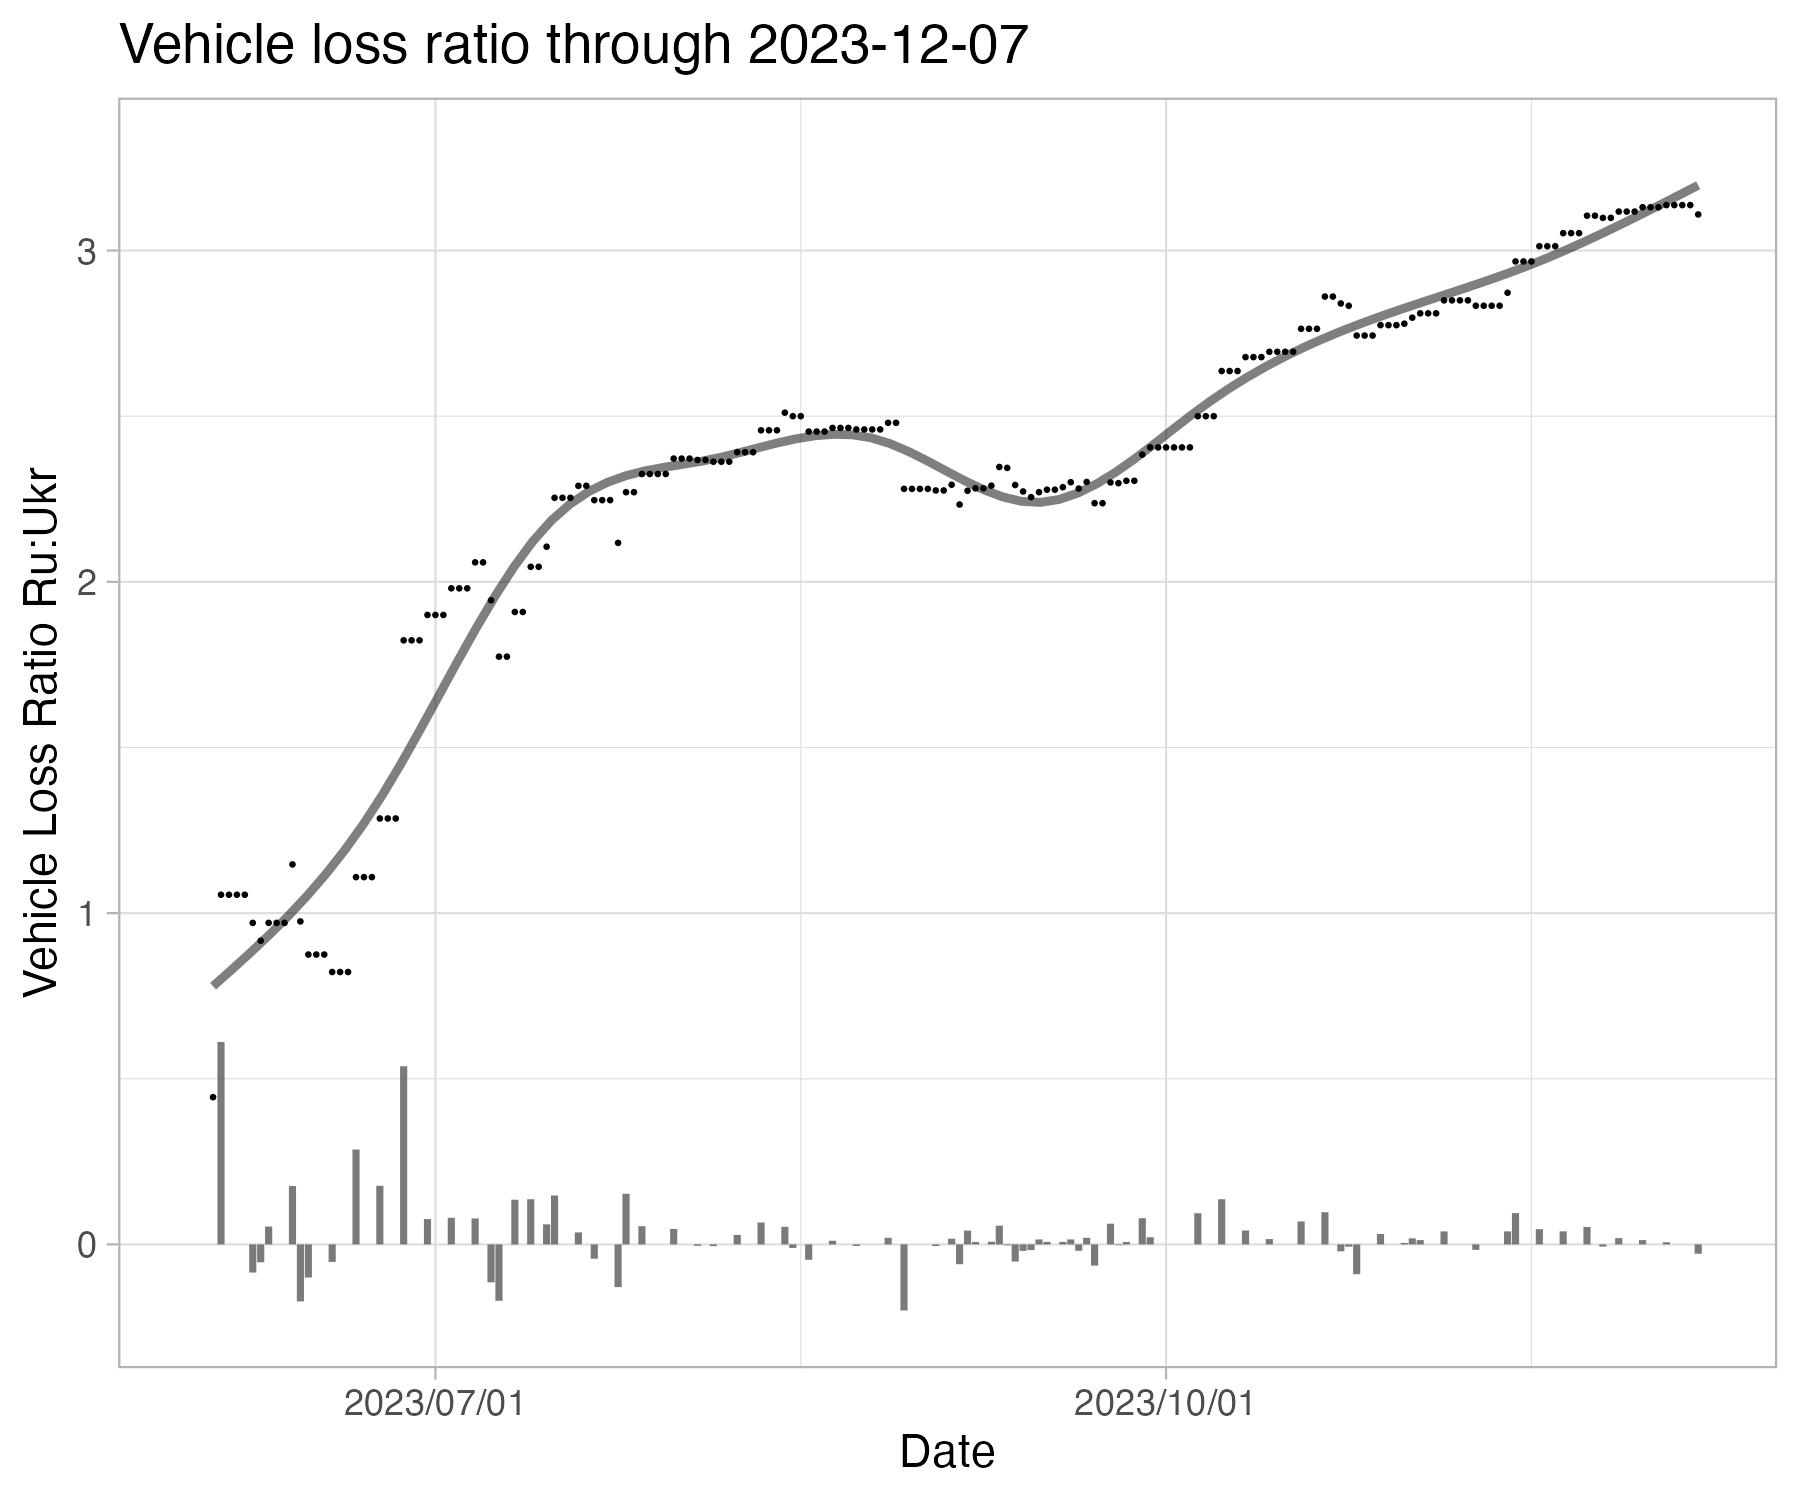 Vehicle loss ratio through 2023-12-07
Vehicle Loss Ratio Ru:Ukr
3
2
1
0
2023/07/01 2023/10/01
Date